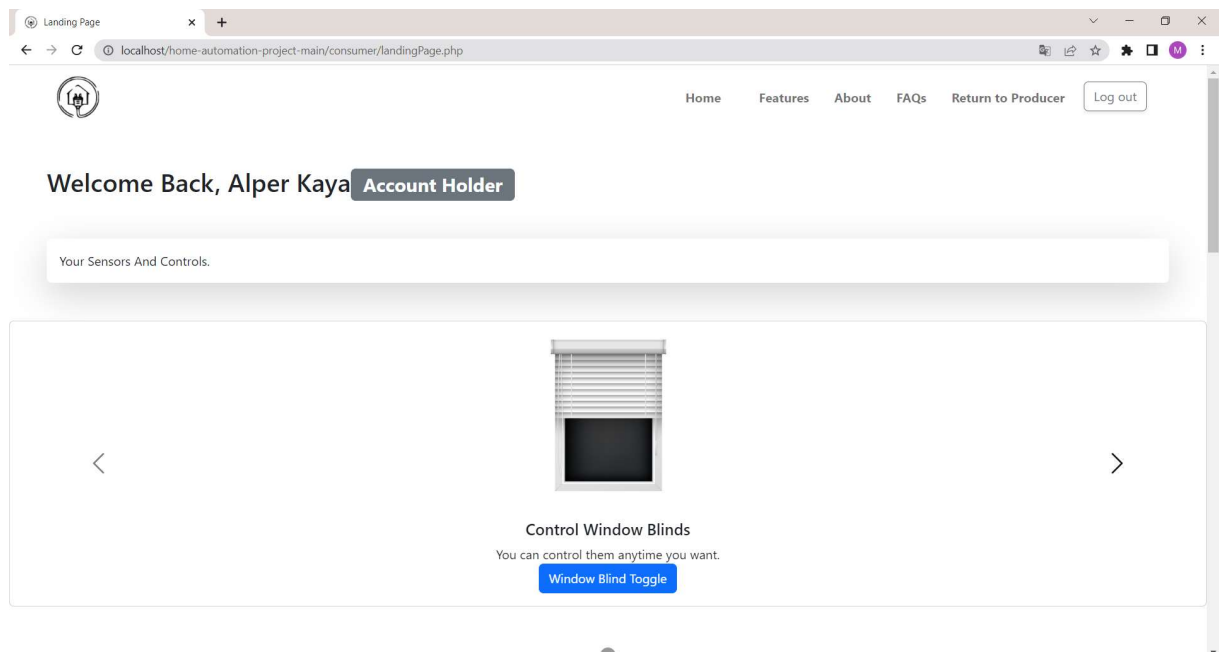 Landing Page
localhost/home-automation-project-main/consumer/landingPage.php
M
Home Features About FAQs Return to Producer Log out
Welcome Back, Alper Kaya Account Holder
Your Sensors And Controls.
Control Window Blinds
You can control them anytime you want.
Window Blind Toggle